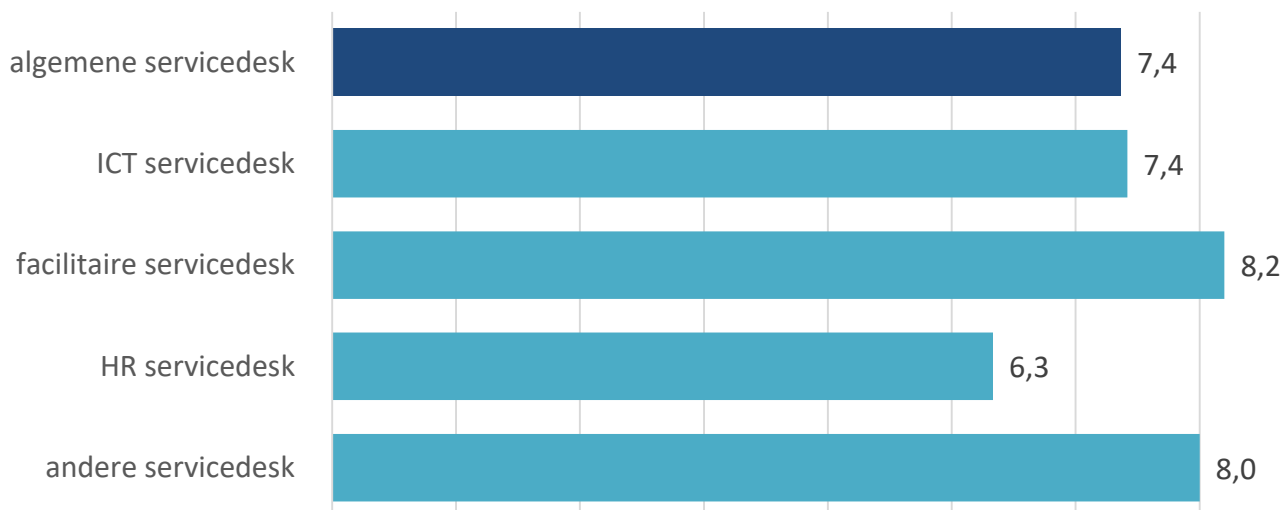 algemene servicedesk 7,4
ICT servicedesk 7,4
facilitaire servicedesk 8,2
HR servicedesk 6,3
andere servicedesk 8,0